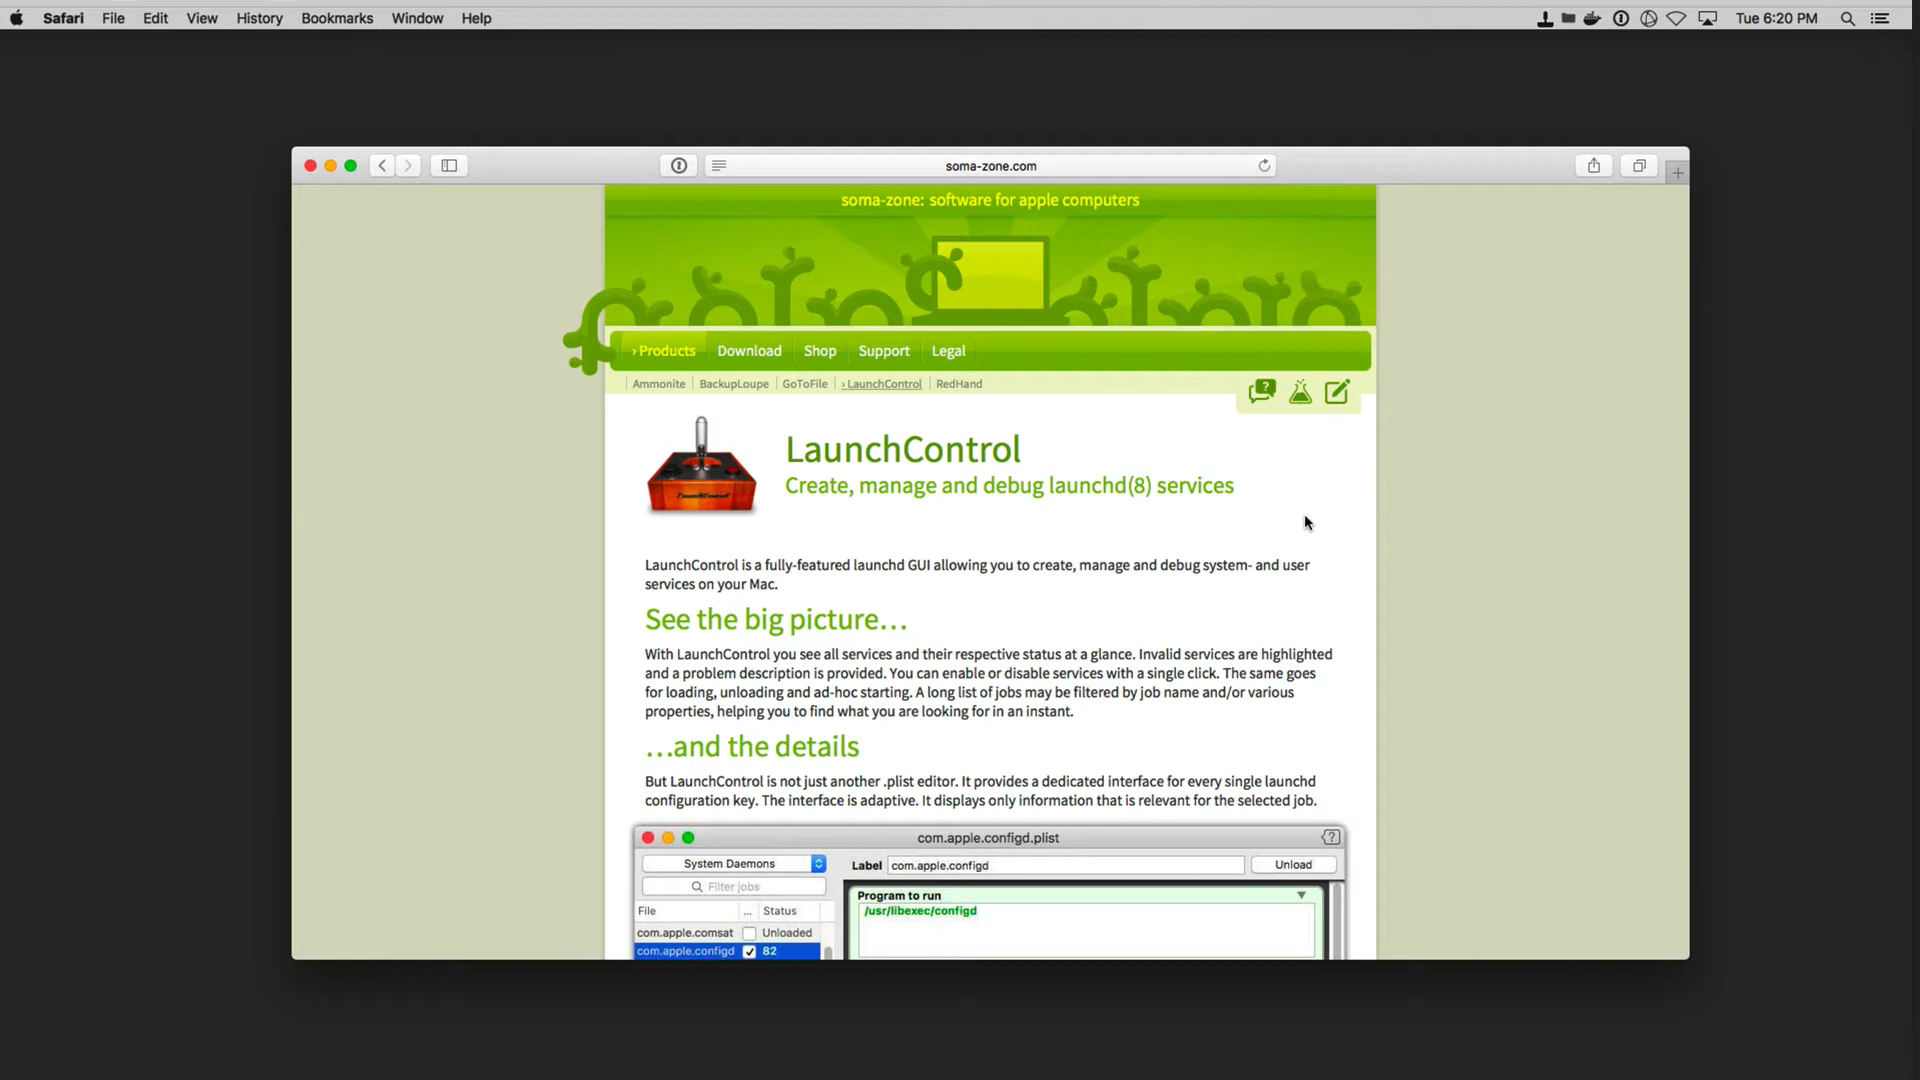 Safari File Edit View History Bookmarks Window Help Tue 6:20 PM
soma-zone.com
soma-zone: software for apple computers
› Products Download Shop Support Legal
Ammonite BackupLoupe GoToFile › LaunchControl RedHand
LaunchControl
Create, manage and debug launchd(8) services
LaunchControl is a fully-featured launchd GUI allowing you to create, manage and debug system- and user
services on your Mac.
See the big picture…
With LaunchControl you see all services and their respective status at a glance. Invalid services are highlighted
and a problem description is provided. You can enable or disable services with a single click. The same goes
for loading, unloading and ad-hoc starting. A long list of jobs may be filtered by job name and/or various
properties, helping you to find what you are looking for in an instant.
…and the details
But LaunchControl is not just another .plist editor. It provides a dedicated interface for every single launchd
configuration key. The interface is adaptive. It displays only information that is relevant for the selected job.
com.apple.configd.plist
System Daemons Label com.apple.configd Unload
Filter jobs
Program to run
File ... Status /usr/libexec/configd
com.apple.comsat Unloaded
com.apple.configd 82